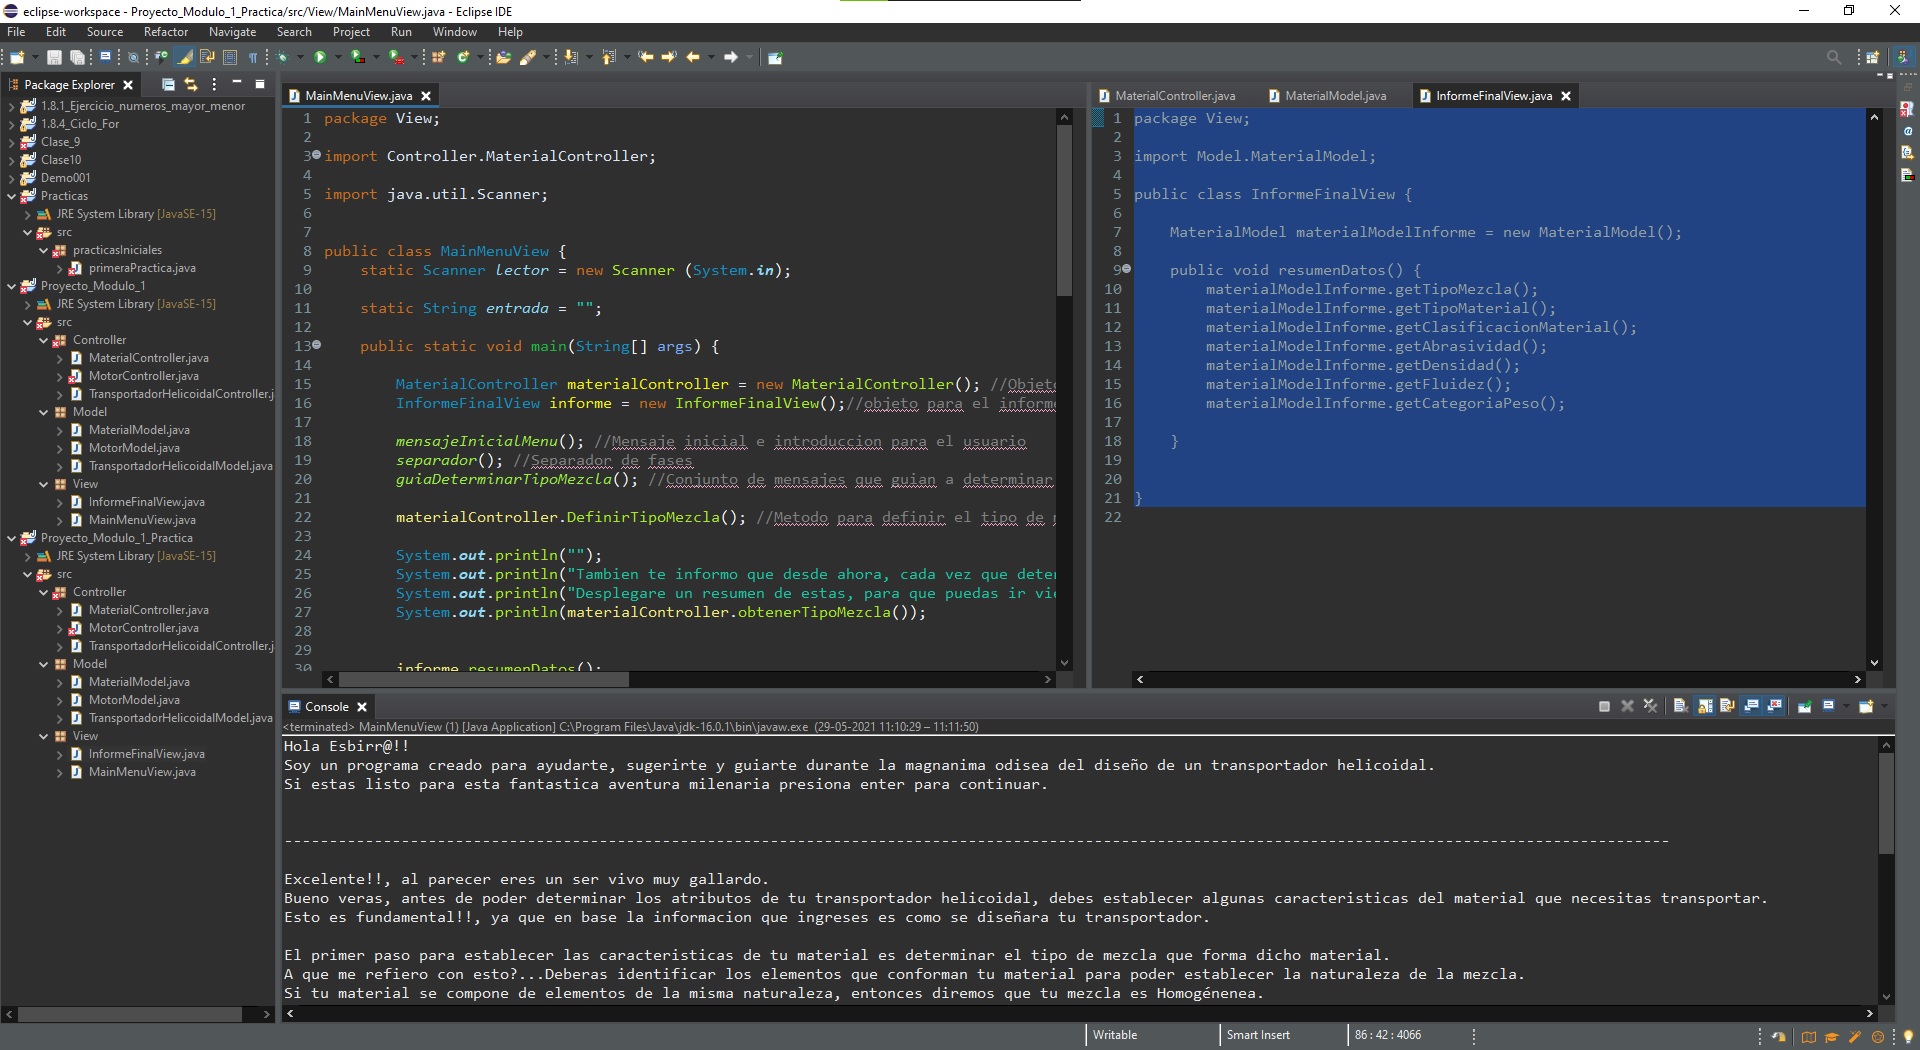 eclipse-workspace - Proyecto_Modulo_1_Practica/src/View/MainMenuView.java - Eclipse IDE
File Edit Source Refactor Navigate Search Project Run Window Help
Package Explorer
1.8.1_Ejercicio_numeros_mayor_menor
1.8.4_Ciclo_For
Clase_9
Clase10
Demo001
Practicas
JRE System Library [JavaSE-15]
src
practicasIniciales
primeraPractica.java
Proyecto_Modulo_1
JRE System Library [JavaSE-15]
src
Controller
MaterialController.java
MotorController.java
TransportadorHelicoidalController.j
Model
MaterialModel.java
MotorModel.java
TransportadorHelicoidalModel.java
View
InformeFinalView.java
MainMenuView.java
Proyecto_Modulo_1_Practica
JRE System Library [JavaSE-15]
src
Controller
MaterialController.java
MotorController.java
TransportadorHelicoidalController.j
Model
MaterialModel.java
MotorModel.java
TransportadorHelicoidalModel.java
View
InformeFinalView.java
MainMenuView.java
MainMenuView.java
1 package View;
2
3 import Controller.MaterialController;
4
5 import java.util.Scanner;
6
7
8 public class MainMenuView {
9 static Scanner lector = new Scanner (System.in);
10
11 static String entrada = "";
12
13 public static void main(String[] args) {
14
15 MaterialController materialController = new MaterialController(); //Objeto
16 InformeFinalView informe = new InformeFinalView();//objeto para el informe
17
18 mensajeInicialMenu(); //Mensaje inicial e introduccion para el usuario
19 separador(); //Separador de fases
20 guiaDeterminarTipoMezcla(); //Conjunto de mensajes que guian a determinar
21
22 materialController.DefinirTipoMezcla(); //Metodo para definir el tipo de
23
24 System.out.println("");
25 System.out.println("Tambien te informo que desde ahora, cada vez que deter
26 System.out.println("Desplegare un resumen de estas, para que puedas ir vie
27 System.out.println(materialController.obtenerTipoMezcla());
28
29
30 informe.resumenDatos();
MaterialController.java MaterialModel.java InformeFinalView.java
1 package View;
2
3 import Model.MaterialModel;
4
5 public class InformeFinalView {
6
7 MaterialModel materialModelInforme = new MaterialModel();
8
9 public void resumenDatos() {
10 materialModelInforme.getTipoMezcla();
11 materialModelInforme.getTipoMaterial();
12 materialModelInforme.getClasificacionMaterial();
13 materialModelInforme.getAbrasividad();
14 materialModelInforme.getDensidad();
15 materialModelInforme.getFluidez();
16 materialModelInforme.getCategoriaPeso();
17
18 }
19
20
21 }
22
Console
<terminated> MainMenuView (1) [Java Application] C:\Program Files\Java\jdk-16.0.1\bin\javaw.exe (29-05-2021 11:10:29 – 11:11:50)
Hola Esbirr@!!
Soy un programa creado para ayudarte, sugerirte y guiarte durante la magnanima odisea del diseño de un transportador helicoidal.
Si estas listo para esta fantastica aventura milenaria presiona enter para continuar.
----------------------------------------------------------------------------------------------------------------------------------------------------------
Excelente!!, al parecer eres un ser vivo muy gallardo.
Bueno veras, antes de poder determinar los atributos de tu transportador helicoidal, debes establecer algunas caracteristicas del material que necesitas transportar.
Esto es fundamental!!, ya que en base la informacion que ingreses es como se diseñara tu transportador.
El primer paso para establecer las caracteristicas de tu material es determinar el tipo de mezcla que forma dicho material.
A que me refiero con esto?...Deberas identificar los elementos que conforman tu material para poder establecer la naturaleza de la mezcla.
Si tu material se compone de elementos de la misma naturaleza, entonces diremos que tu mezcla es Homogénenea.
Writable Smart Insert 86 : 42 : 4066